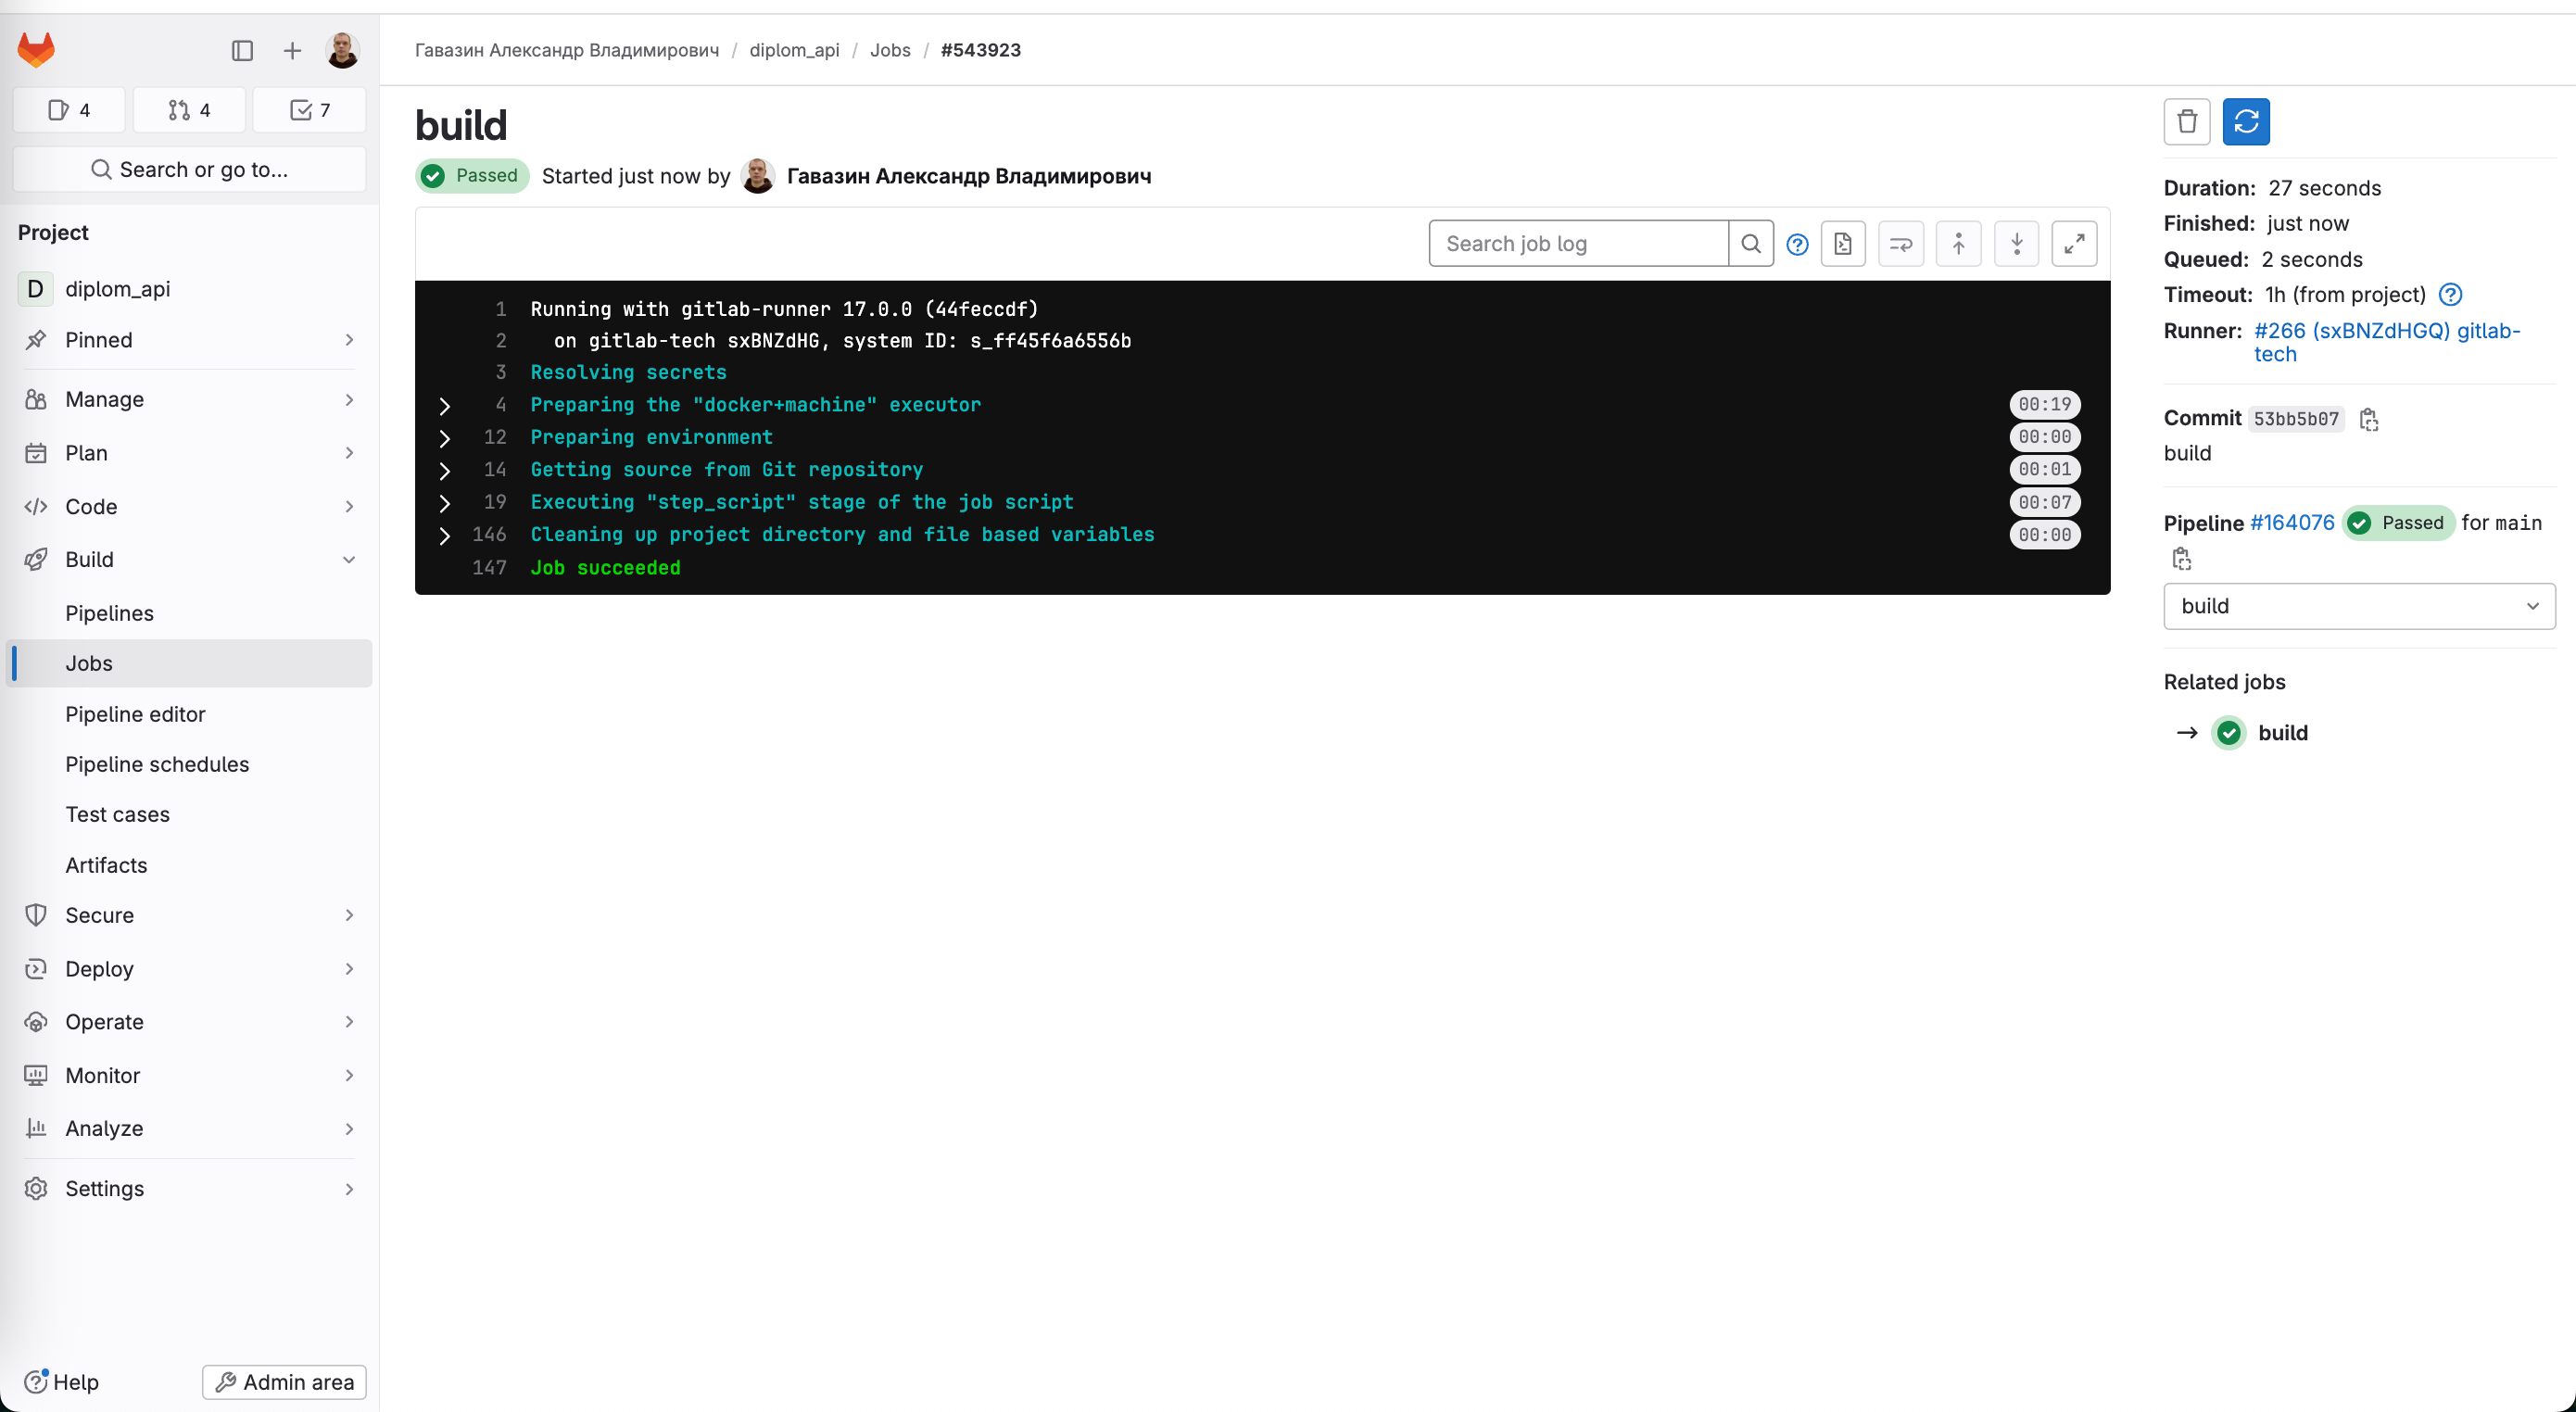 Гавазин Александр Владимирович / diplom_api / Jobs / #543923
4
4
7
Search or go to...
Project
D diplom_api
Pinned
Manage
Plan
Code
Build
Pipelines
Jobs
Pipeline editor
Pipeline schedules
Test cases
Artifacts
Secure
Deploy
Operate
Monitor
Analyze
Settings
Help
Admin area
build
Passed Started just now by Гавазин Александр Владимирович
Search job log
1 Running with gitlab-runner 17.0.0 (44feccdf)
2 on gitlab-tech sxBNZdHG, system ID: s_ff45f6a6556b
3 Resolving secrets
4 Preparing the "docker+machine" executor 00:19
12 Preparing environment 00:00
14 Getting source from Git repository 00:01
19 Executing "step_script" stage of the job script 00:07
146 Cleaning up project directory and file based variables 00:00
147 Job succeeded
Duration: 27 seconds
Finished: just now
Queued: 2 seconds
Timeout: 1h (from project)
Runner: #266 (sxBNZdHGQ) gitlab-
tech
Commit 53bb5b07
build
Pipeline #164076 Passed for main
build
Related jobs
→ build